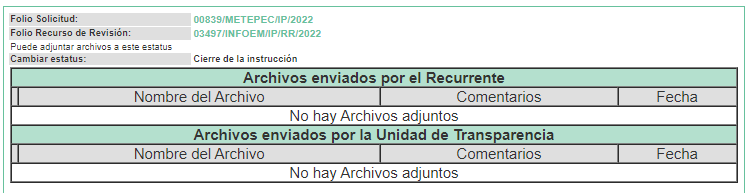 Folio Solicitud: 00839/METEPEC/IP/2022
Folio Recurso de Revisión: 03497/INFOEM/IP/RR/2022
Puede adjuntar archivos a este estatus
Cambiar estatus: Cierre de la instrucción
Archivos enviados por el Recurrente
Nombre del Archivo Comentarios Fecha
No hay Archivos adjuntos
Archivos enviados por la Unidad de Transparencia
Nombre del Archivo Comentarios Fecha
No hay Archivos adjuntos